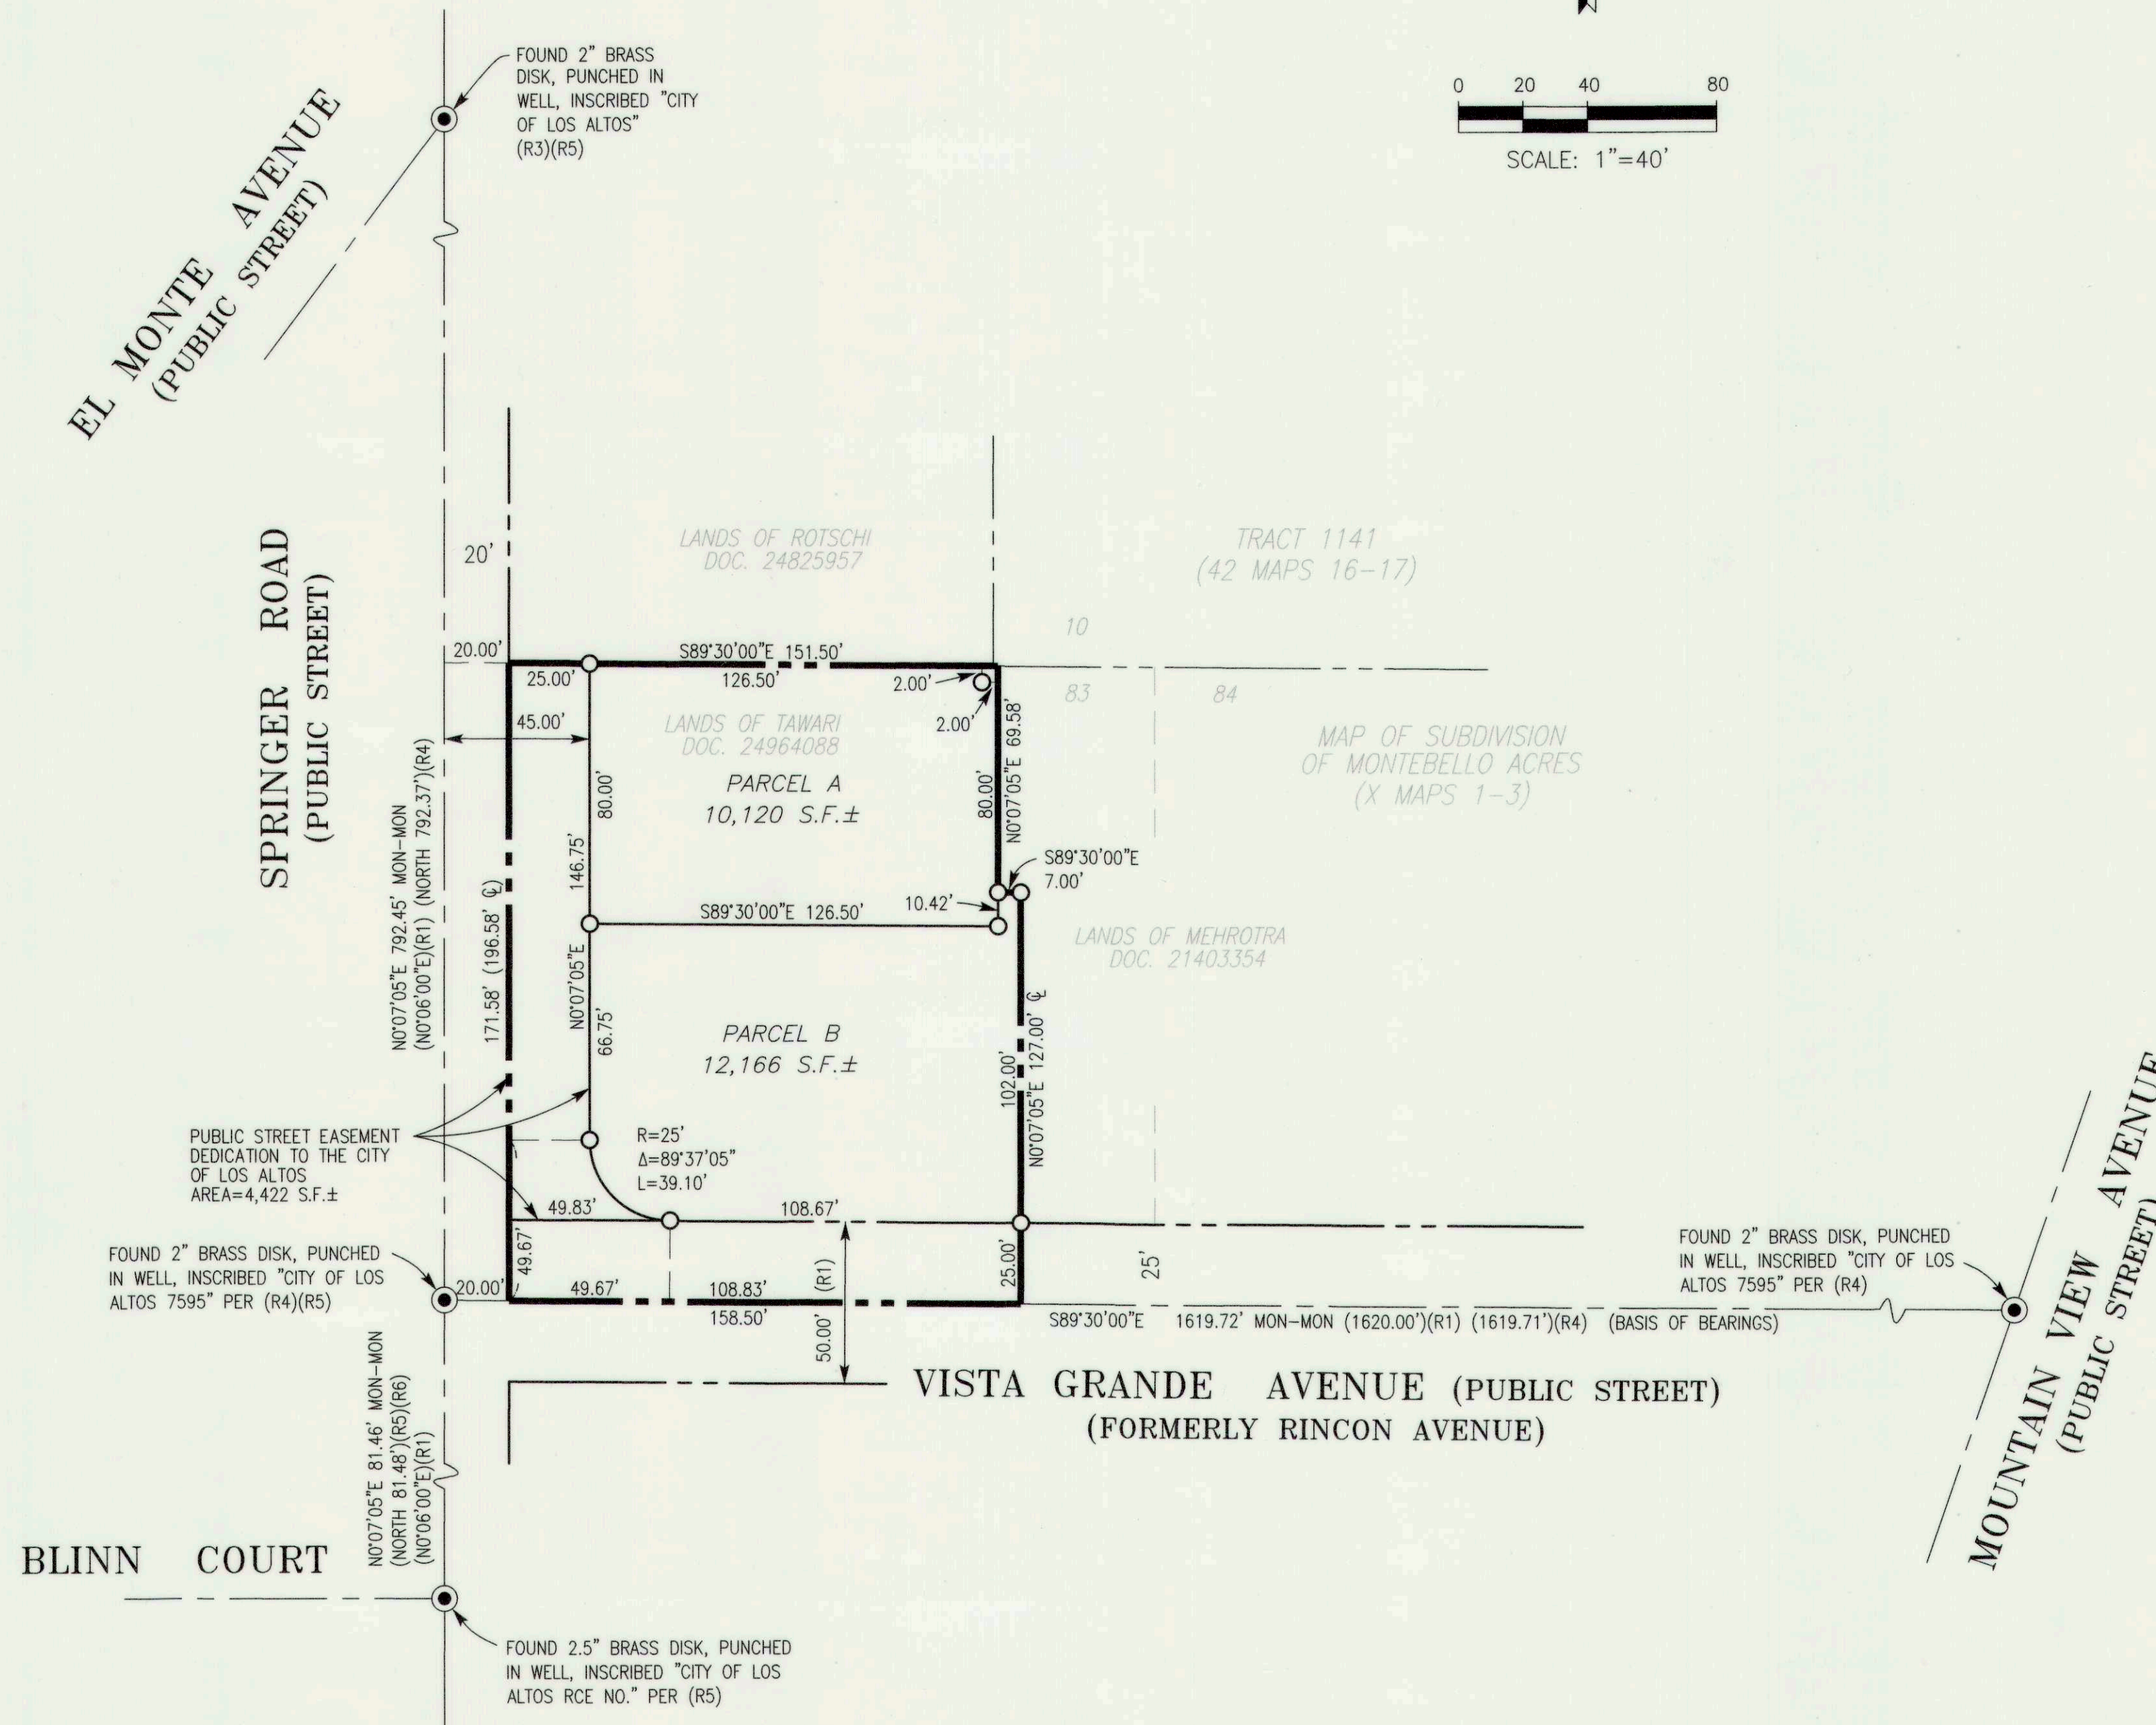 FOUND 2" BRASS
DISK, PUNCHED IN
WELL, INSCRIBED "CITY
OF LOS ALTOS"
(R3)(R5)
0 20 40 80
SCALE: 1"=40'
EL MONTE AVENUE
(PUBLIC STREET)
SPRINGER ROAD
(PUBLIC STREET)
20'
LANDS OF ROTSCHI
DOC. 24825957
TRACT 1141
(42 MAPS 16-17)
10
20.00'
S89°30'00"E 151.50'
25.00'
126.50'
2.00'
2.00'
83
84
45.00'
LANDS OF TAWARI
DOC. 24964088
PARCEL A
10,120 S.F.±
MAP OF SUBDIVISION
OF MONTEBELLO ACRES
(X MAPS 1-3)
80.00'
146.75'
80.00'
N0°07'05"E 69.58'
S89°30'00"E
7.00'
10.42'
S89°30'00"E 126.50'
N0°07'05"E 792.45' MON-MON
(N0°06'00"E)(R1) (NORTH 792.37')(R4)
171.58' (196.58' ℄)
N0°07'05"E
66.75'
LANDS OF MEHROTRA
DOC. 21403354
PARCEL B
12,166 S.F.±
102.00'
N0°07'05"E 127.00' ℄
PUBLIC STREET EASEMENT
DEDICATION TO THE CITY
OF LOS ALTOS
AREA=4,422 S.F.±
R=25'
Δ=89°37'05"
L=39.10'
49.83'
108.67'
49.67'
25.00'
25'
50.00' (R1)
FOUND 2" BRASS DISK, PUNCHED
IN WELL, INSCRIBED "CITY OF LOS
ALTOS 7595" PER (R4)(R5)
20.00'
49.67'
108.83'
158.50'
FOUND 2" BRASS DISK, PUNCHED
IN WELL, INSCRIBED "CITY OF LOS
ALTOS 7595" PER (R4)
S89°30'00"E 1619.72' MON-MON (1620.00')(R1) (1619.71')(R4) (BASIS OF BEARINGS)
VISTA GRANDE AVENUE (PUBLIC STREET)
(FORMERLY RINCON AVENUE)
MOUNTAIN VIEW AVENUE
(PUBLIC STREET)
N0°07'05"E 81.46' MON-MON
(NORTH 81.48')(R5)(R6)
(N0°06'00"E)(R1)
BLINN COURT
FOUND 2.5" BRASS DISK, PUNCHED
IN WELL, INSCRIBED "CITY OF LOS
ALTOS RCE NO." PER (R5)